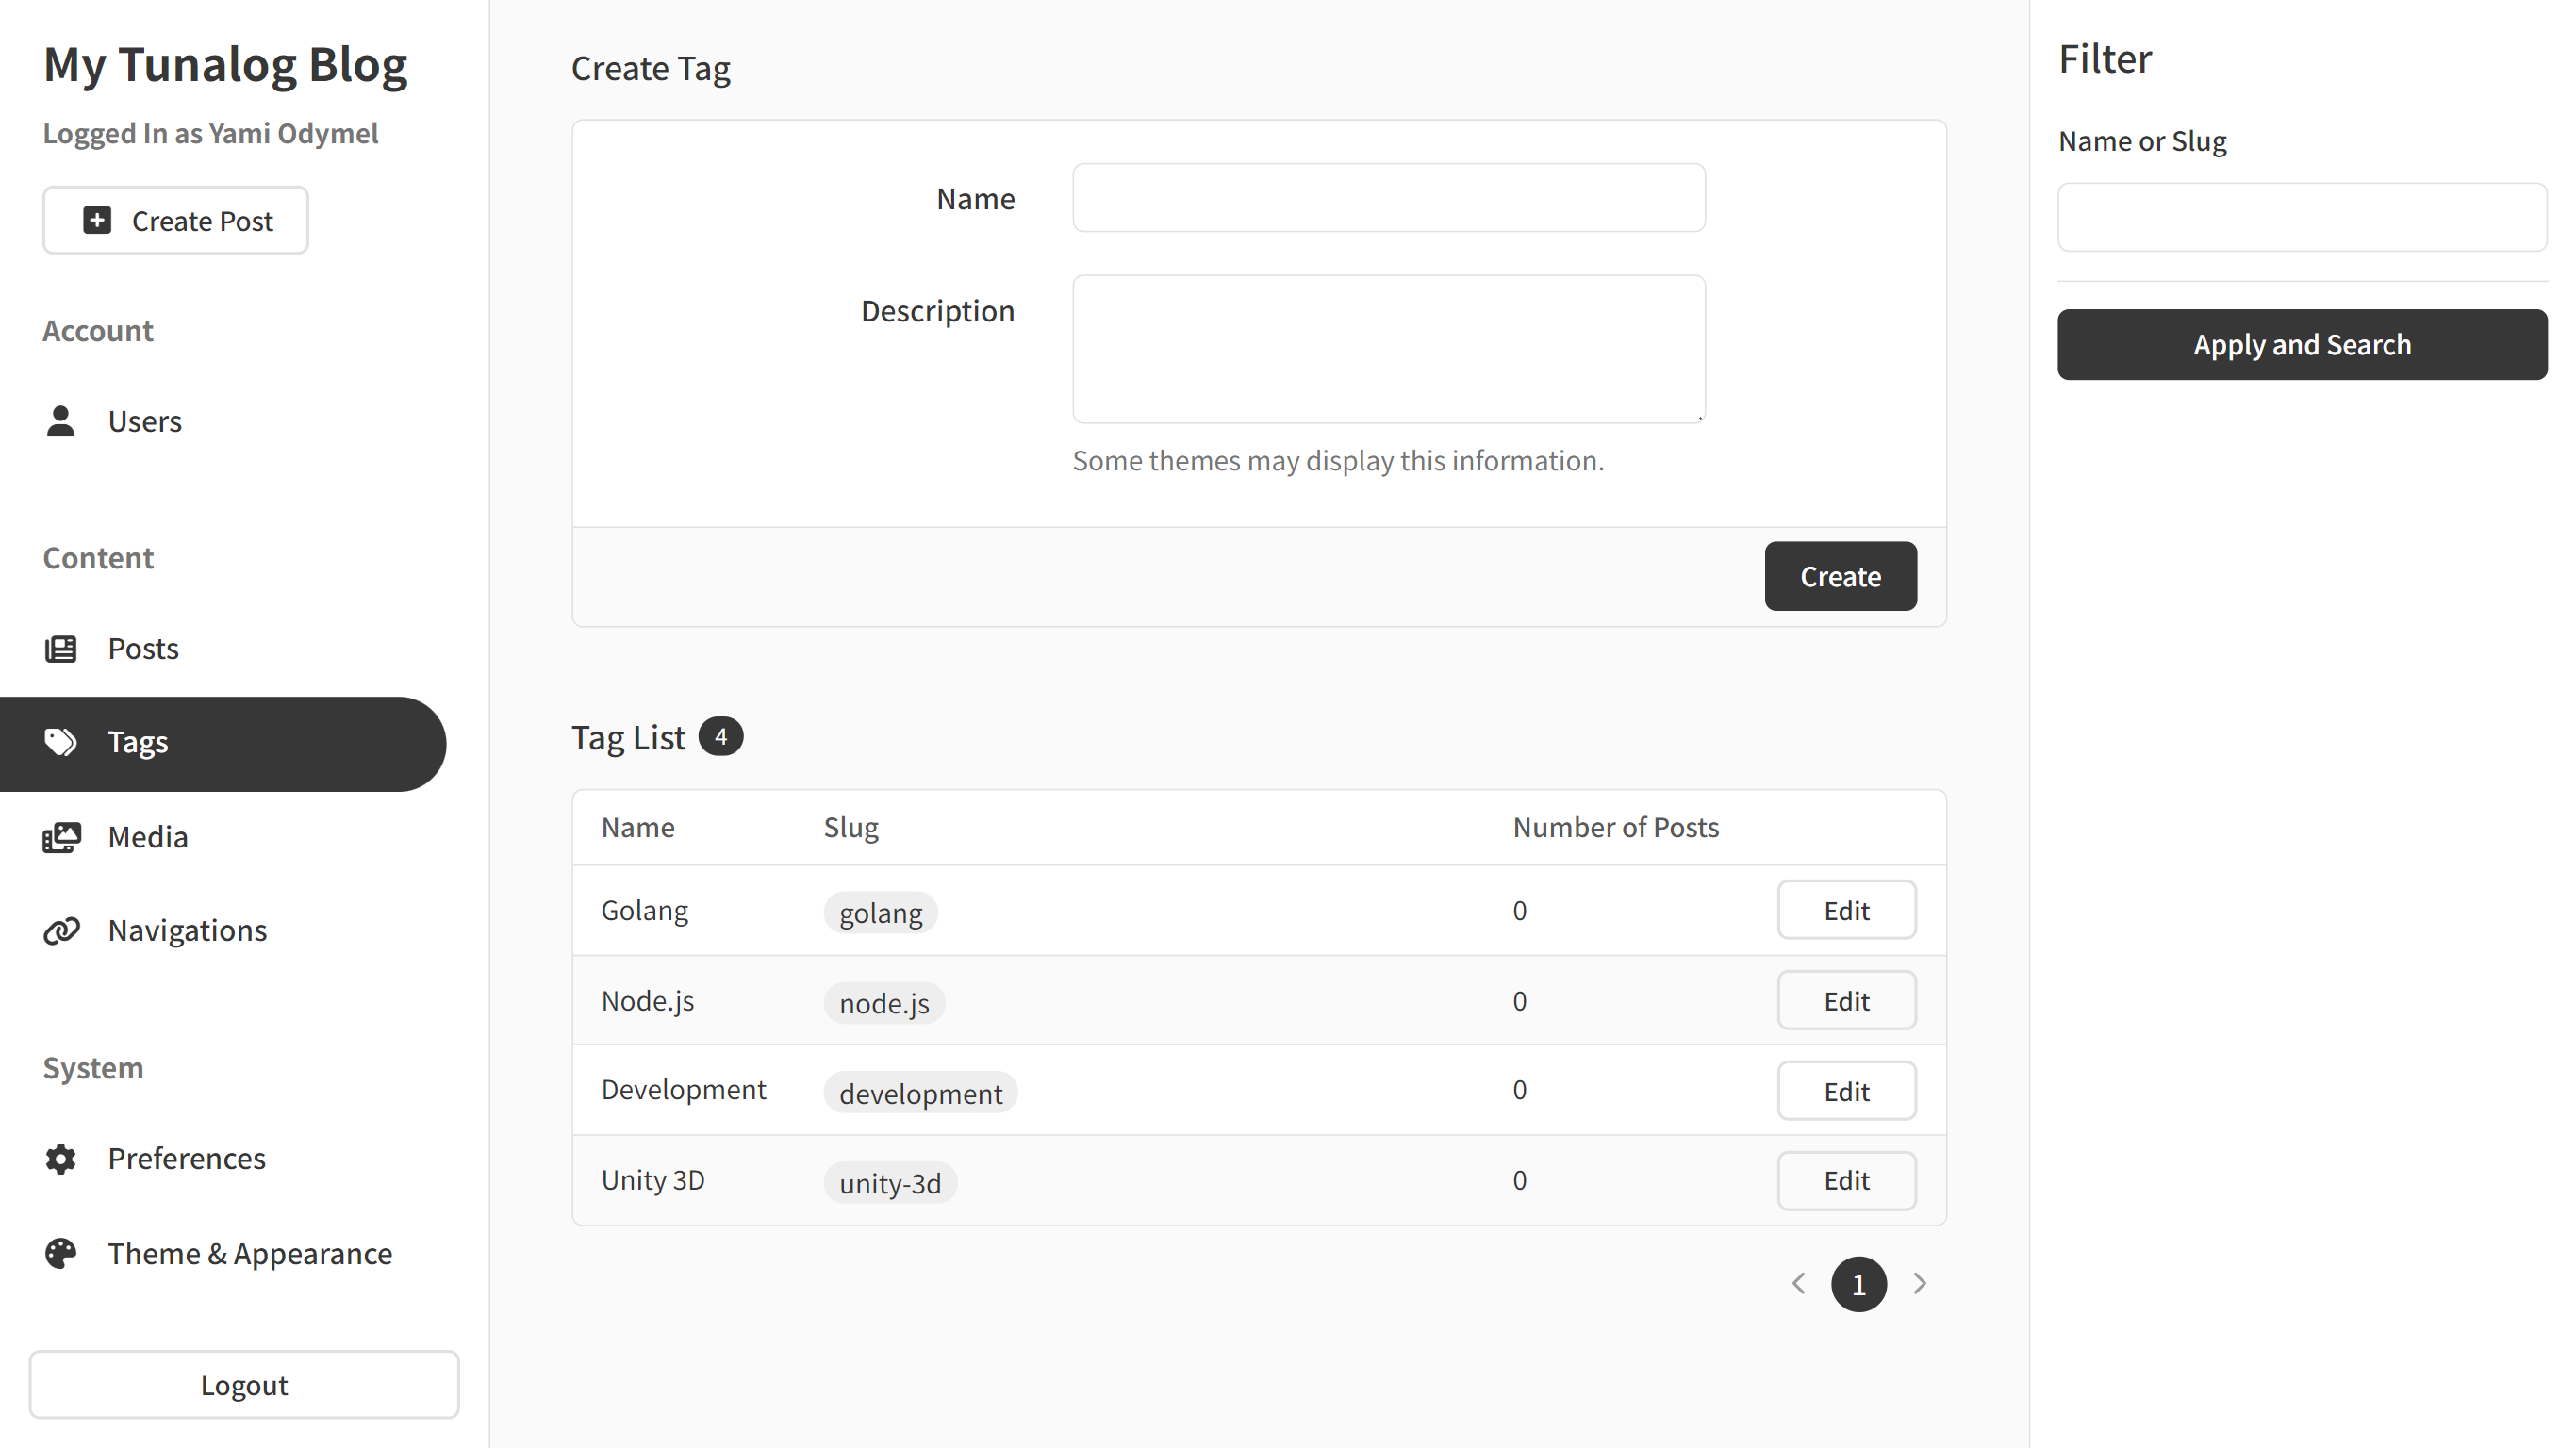 My Tunalog Blog
Logged In as Yami Odymel
Create Post
Account
Users
Content
Posts
Tags
Media
Navigations
System
Preferences
Theme & Appearance
Logout
Create Tag
Name
Description
Some themes may display this information.
Create
Tag List 4
Name Slug Number of Posts
Golang golang 0 Edit
Node.js node.js 0 Edit
Development development 0 Edit
Unity 3D unity-3d 0 Edit
1
Filter
Name or Slug
Apply and Search